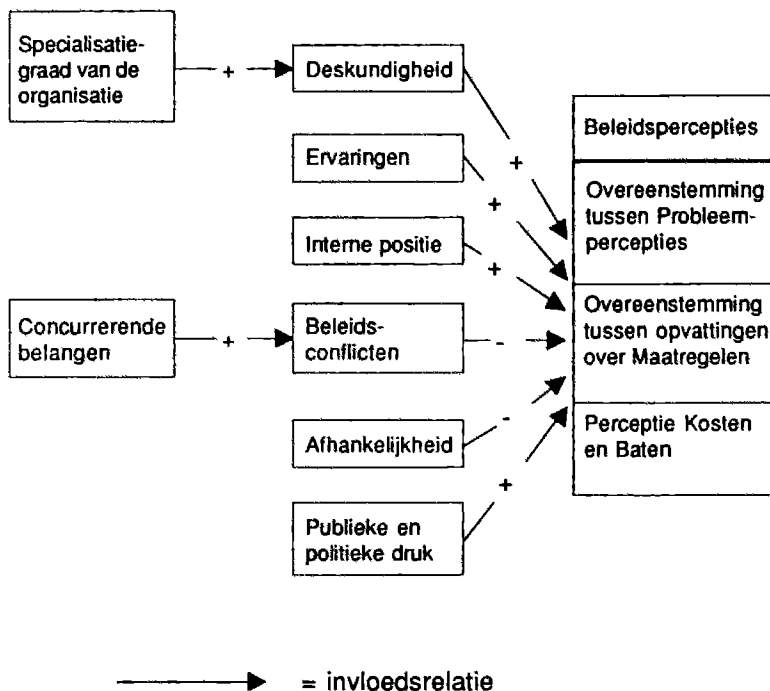 Specialisatie-
graad van de
organisatie
+
Deskundigheid
+
Beleidspercepties
Ervaringen
+
Overeenstemming
tussen Probleem-
percepties
Interne positie
+
Concurrerende
belangen
+
Beleids-
conflicten
-
Overeenstemming
tussen opvattingen
over Maatregelen
Afhankelijkheid
-
Perceptie Kosten
en Baten
Publieke en
politieke druk
+
= invloedsrelatie